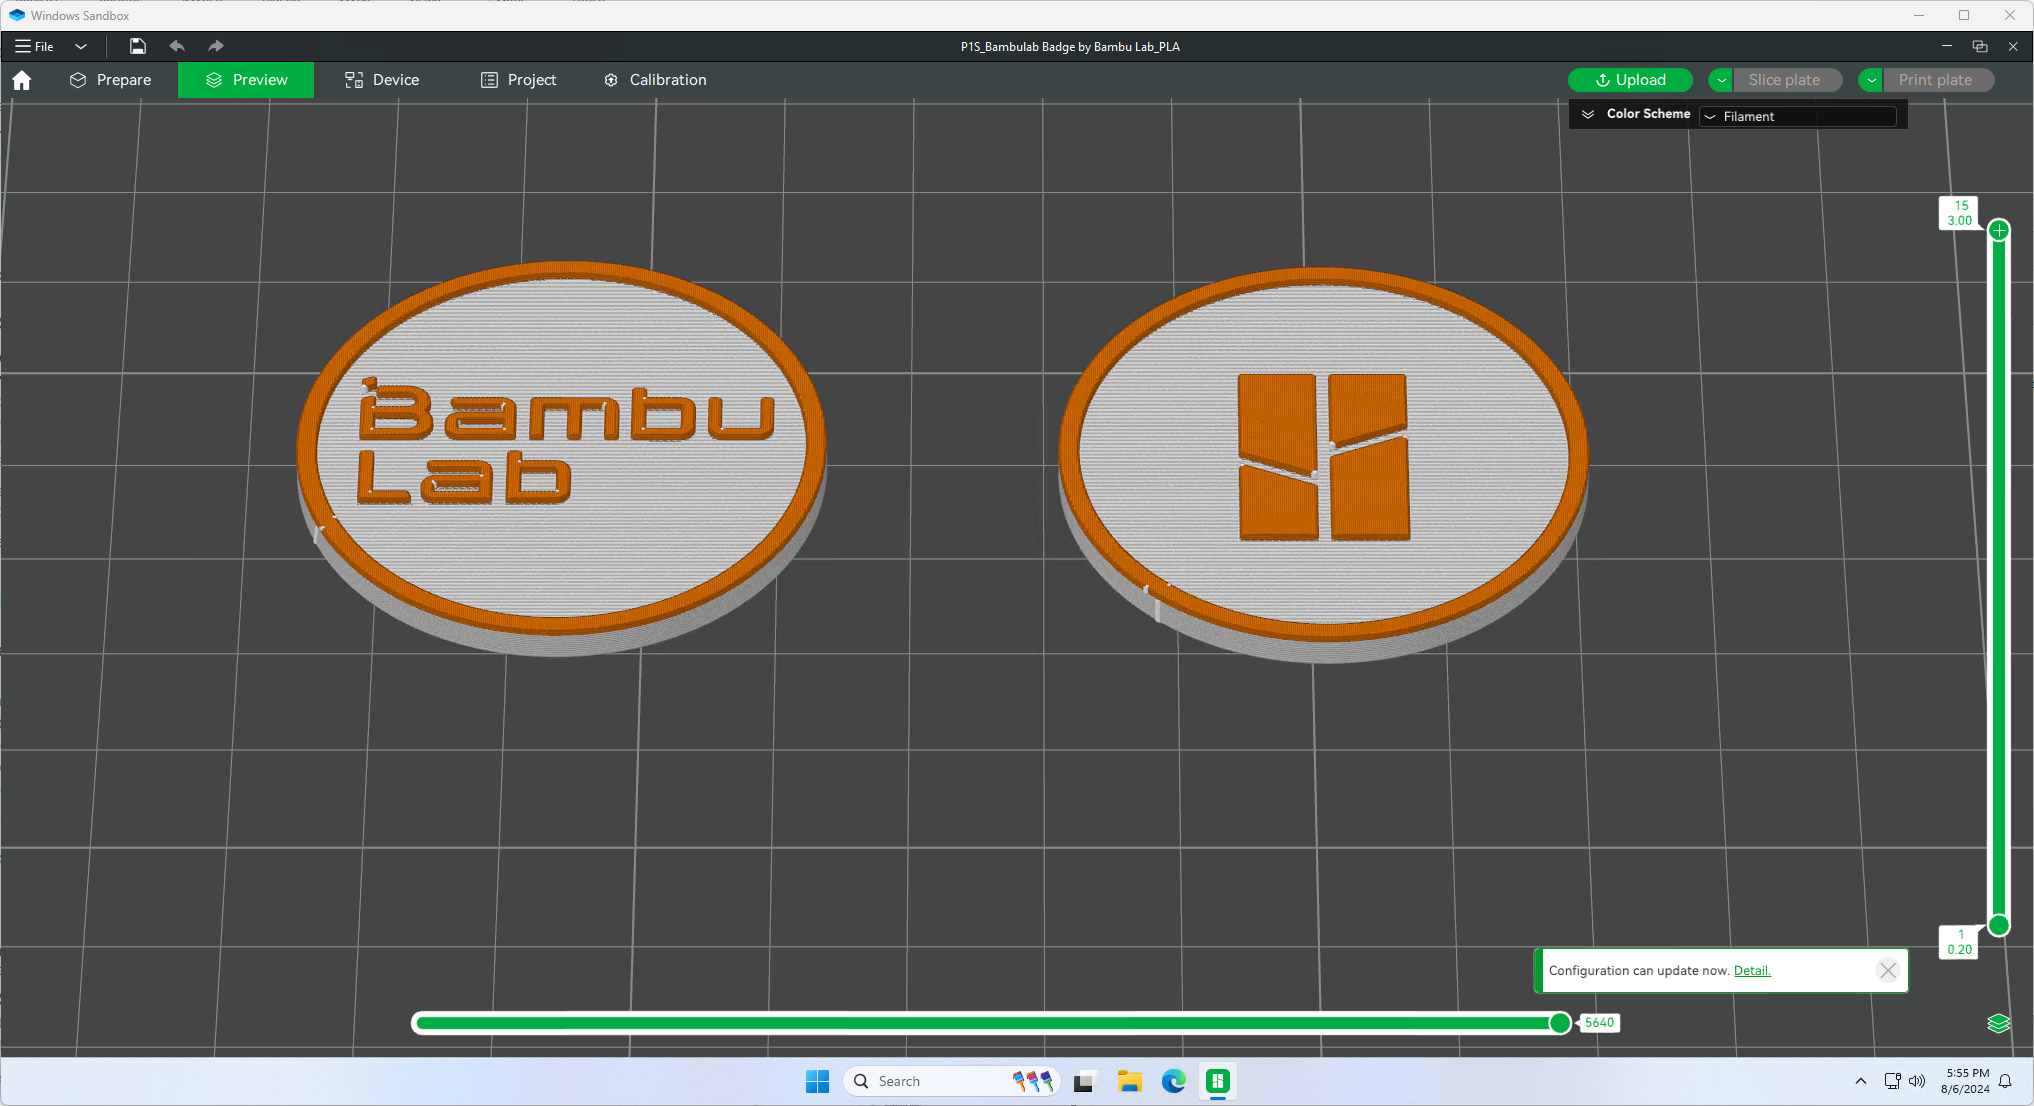 Windows Sandbox
File
P1S_Bambulab Badge by Bambu Lab_PLA
Prepare
Preview
Device
Project
Calibration
Upload
Slice plate
Print plate
Color Scheme
Filament
15
3.00
Bambu
Lab
1
0.20
Configuration can update now. Detail.
5640
Search
5:55 PM
8/6/2024